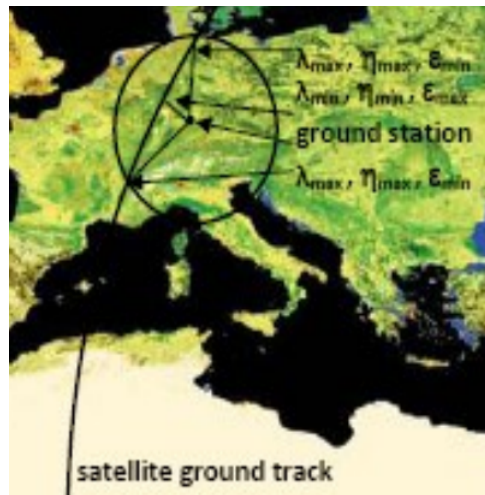 λmax, ηmax, εmin
λmin, ηmin, εmax
ground station
λmax, ηmax, εmin
satellite ground track